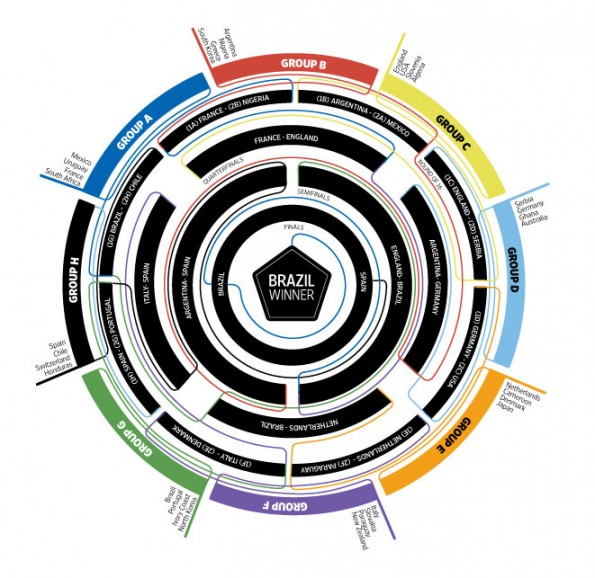 GROUP A
Mexico
Uruguay
France
South Africa
GROUP B
Argentina
Nigeria
Greece
South Korea
GROUP C
England
USA
Slovenia
Algeria
GROUP D
Serbia
Germany
Ghana
Australia
GROUP E
Netherlands
Cameroon
Denmark
Japan
GROUP F
Italy
Slovakia
Paraguay
New Zealand
GROUP G
Brazil
Portugal
Ivory Coast
North Korea
GROUP H
Spain
Chile
Switzerland
Honduras
ROUND OF 16
(1A) FRANCE - (2B) NIGERIA
(1B) ARGENTINA - (2A) MEXICO
(1C) ENGLAND - (2D) SERBIA
(1D) GERMANY - (2C) USA
(1E) NETHERLANDS - (2F) PARAGUAY
(1F) ITALY - (2E) DENMARK
(1H) SPAIN - (2G) PORTUGAL
(1G) BRAZIL - (2H) CHILE
QUARTERFINALS
FRANCE - ENGLAND
ARGENTINA - GERMANY
NETHERLANDS - BRAZIL
ITALY - SPAIN
SEMIFINALS
ARGENTINA - SPAIN
ENGLAND - BRAZIL
FINALS
BRAZIL
SPAIN
BRAZIL
WINNER